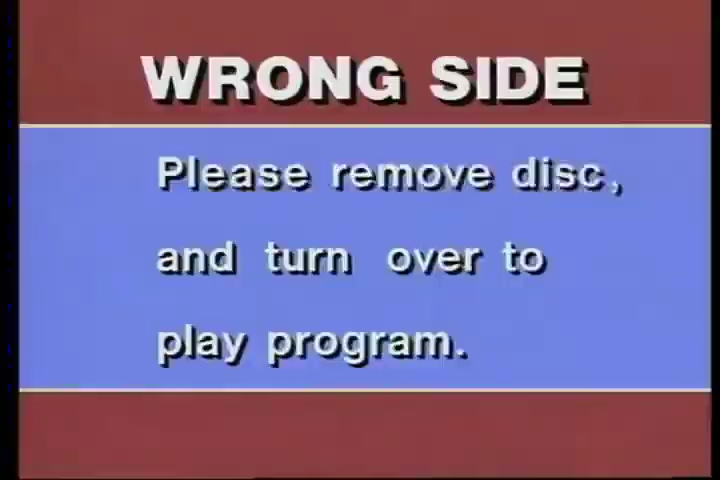 WRONG SIDE
Please remove disc,
and turn over to
play program.